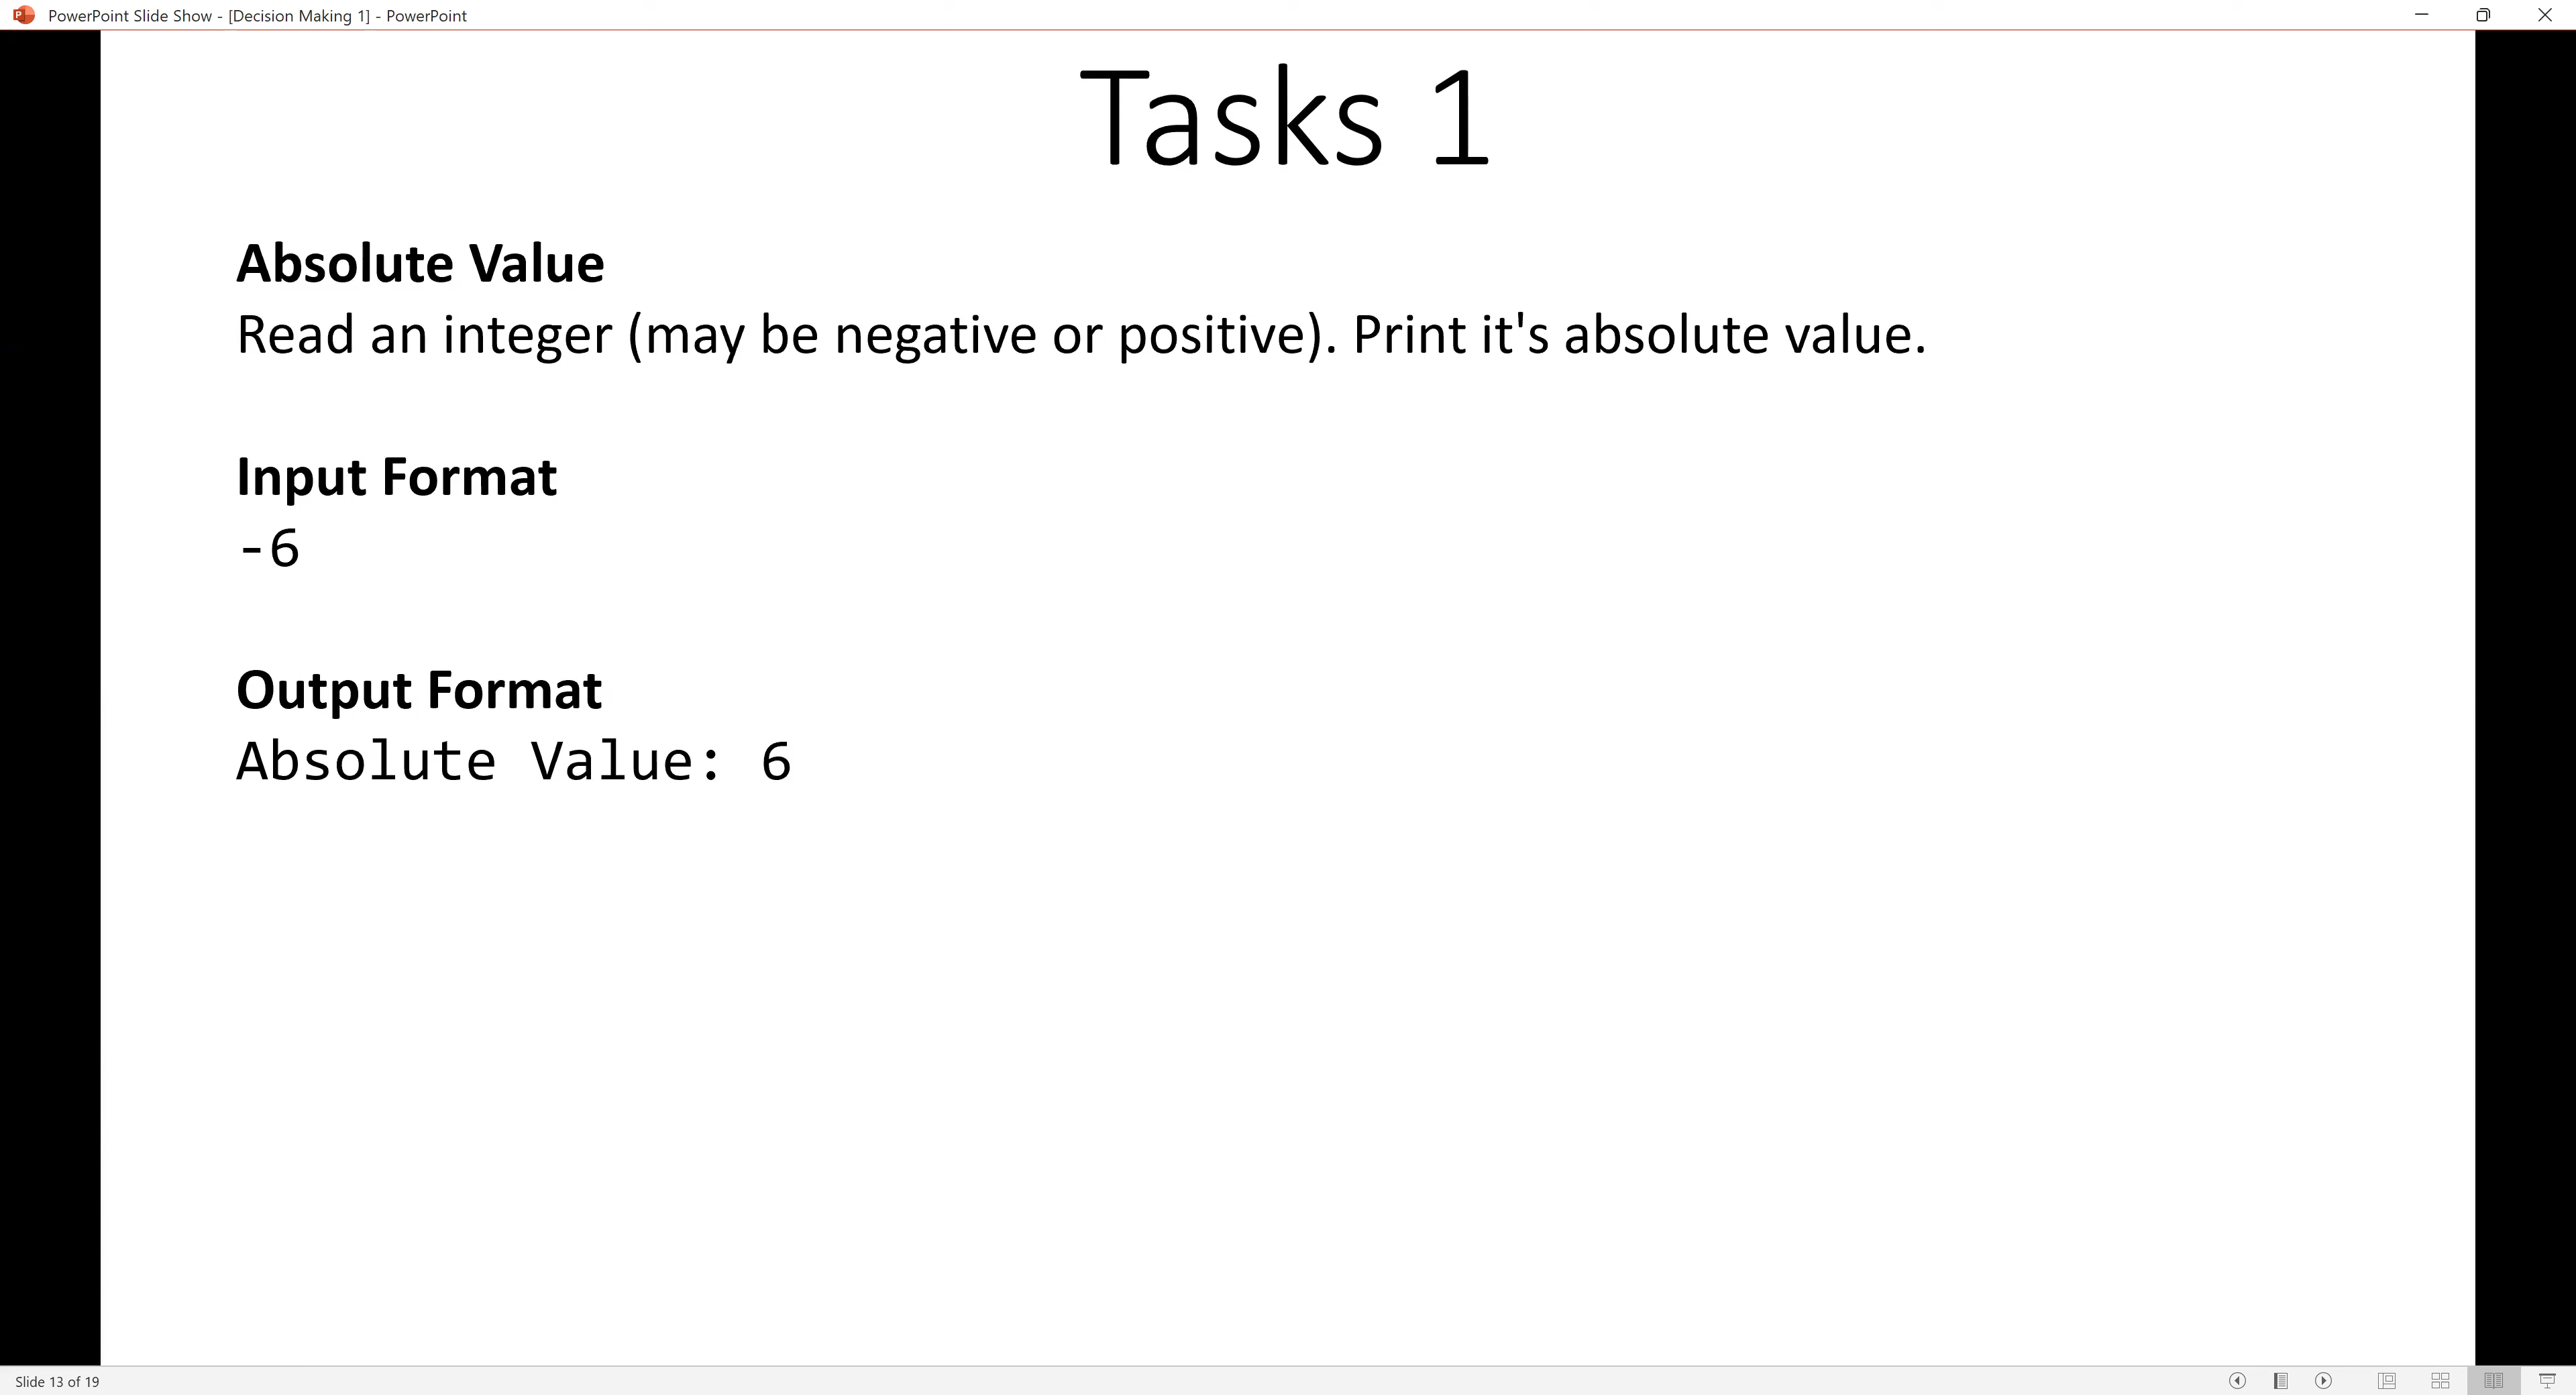 PowerPoint Slide Show - [Decision Making 1] - PowerPoint
Tasks 1
Absolute Value
Read an integer (may be negative or positive). Print it's absolute value.
Input Format
-6
Output Format
Absolute Value: 6
Slide 13 of 19